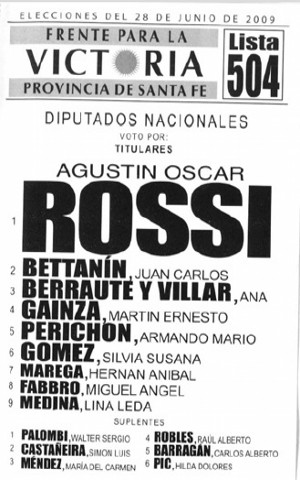 ELECCIONES DEL 28 DE JUNIO DE 2009
FRENTE PARA LA
VICTORIA
PROVINCIA DE SANTA FE
Lista
504
DIPUTADOS NACIONALES
VOTO POR:
TITULARES
AGUSTIN OSCAR
1 ROSSI
2 BETTANÍN, JUAN CARLOS
3 BERRAUTE Y VILLAR, ANA
4 GAINZA, MARTIN ERNESTO
5 PERICHON, ARMANDO MARIO
6 GOMEZ, SILVIA SUSANA
7 MAREGA, HERNAN ANIBAL
8 FABBRO, MIGUEL ANGEL
9 MEDINA, LINA LEDA
SUPLENTES
1 PALOMBI, WALTER SERGIO
2 CASTAÑEIRA, SIMON LUIS
3 MÉNDEZ, MARÍA DEL CARMEN
4 ROBLES, RAÚL ALBERTO
5 BARRAGÁN, CARLOS ALBERTO
6 PIC, HILDA DOLORES